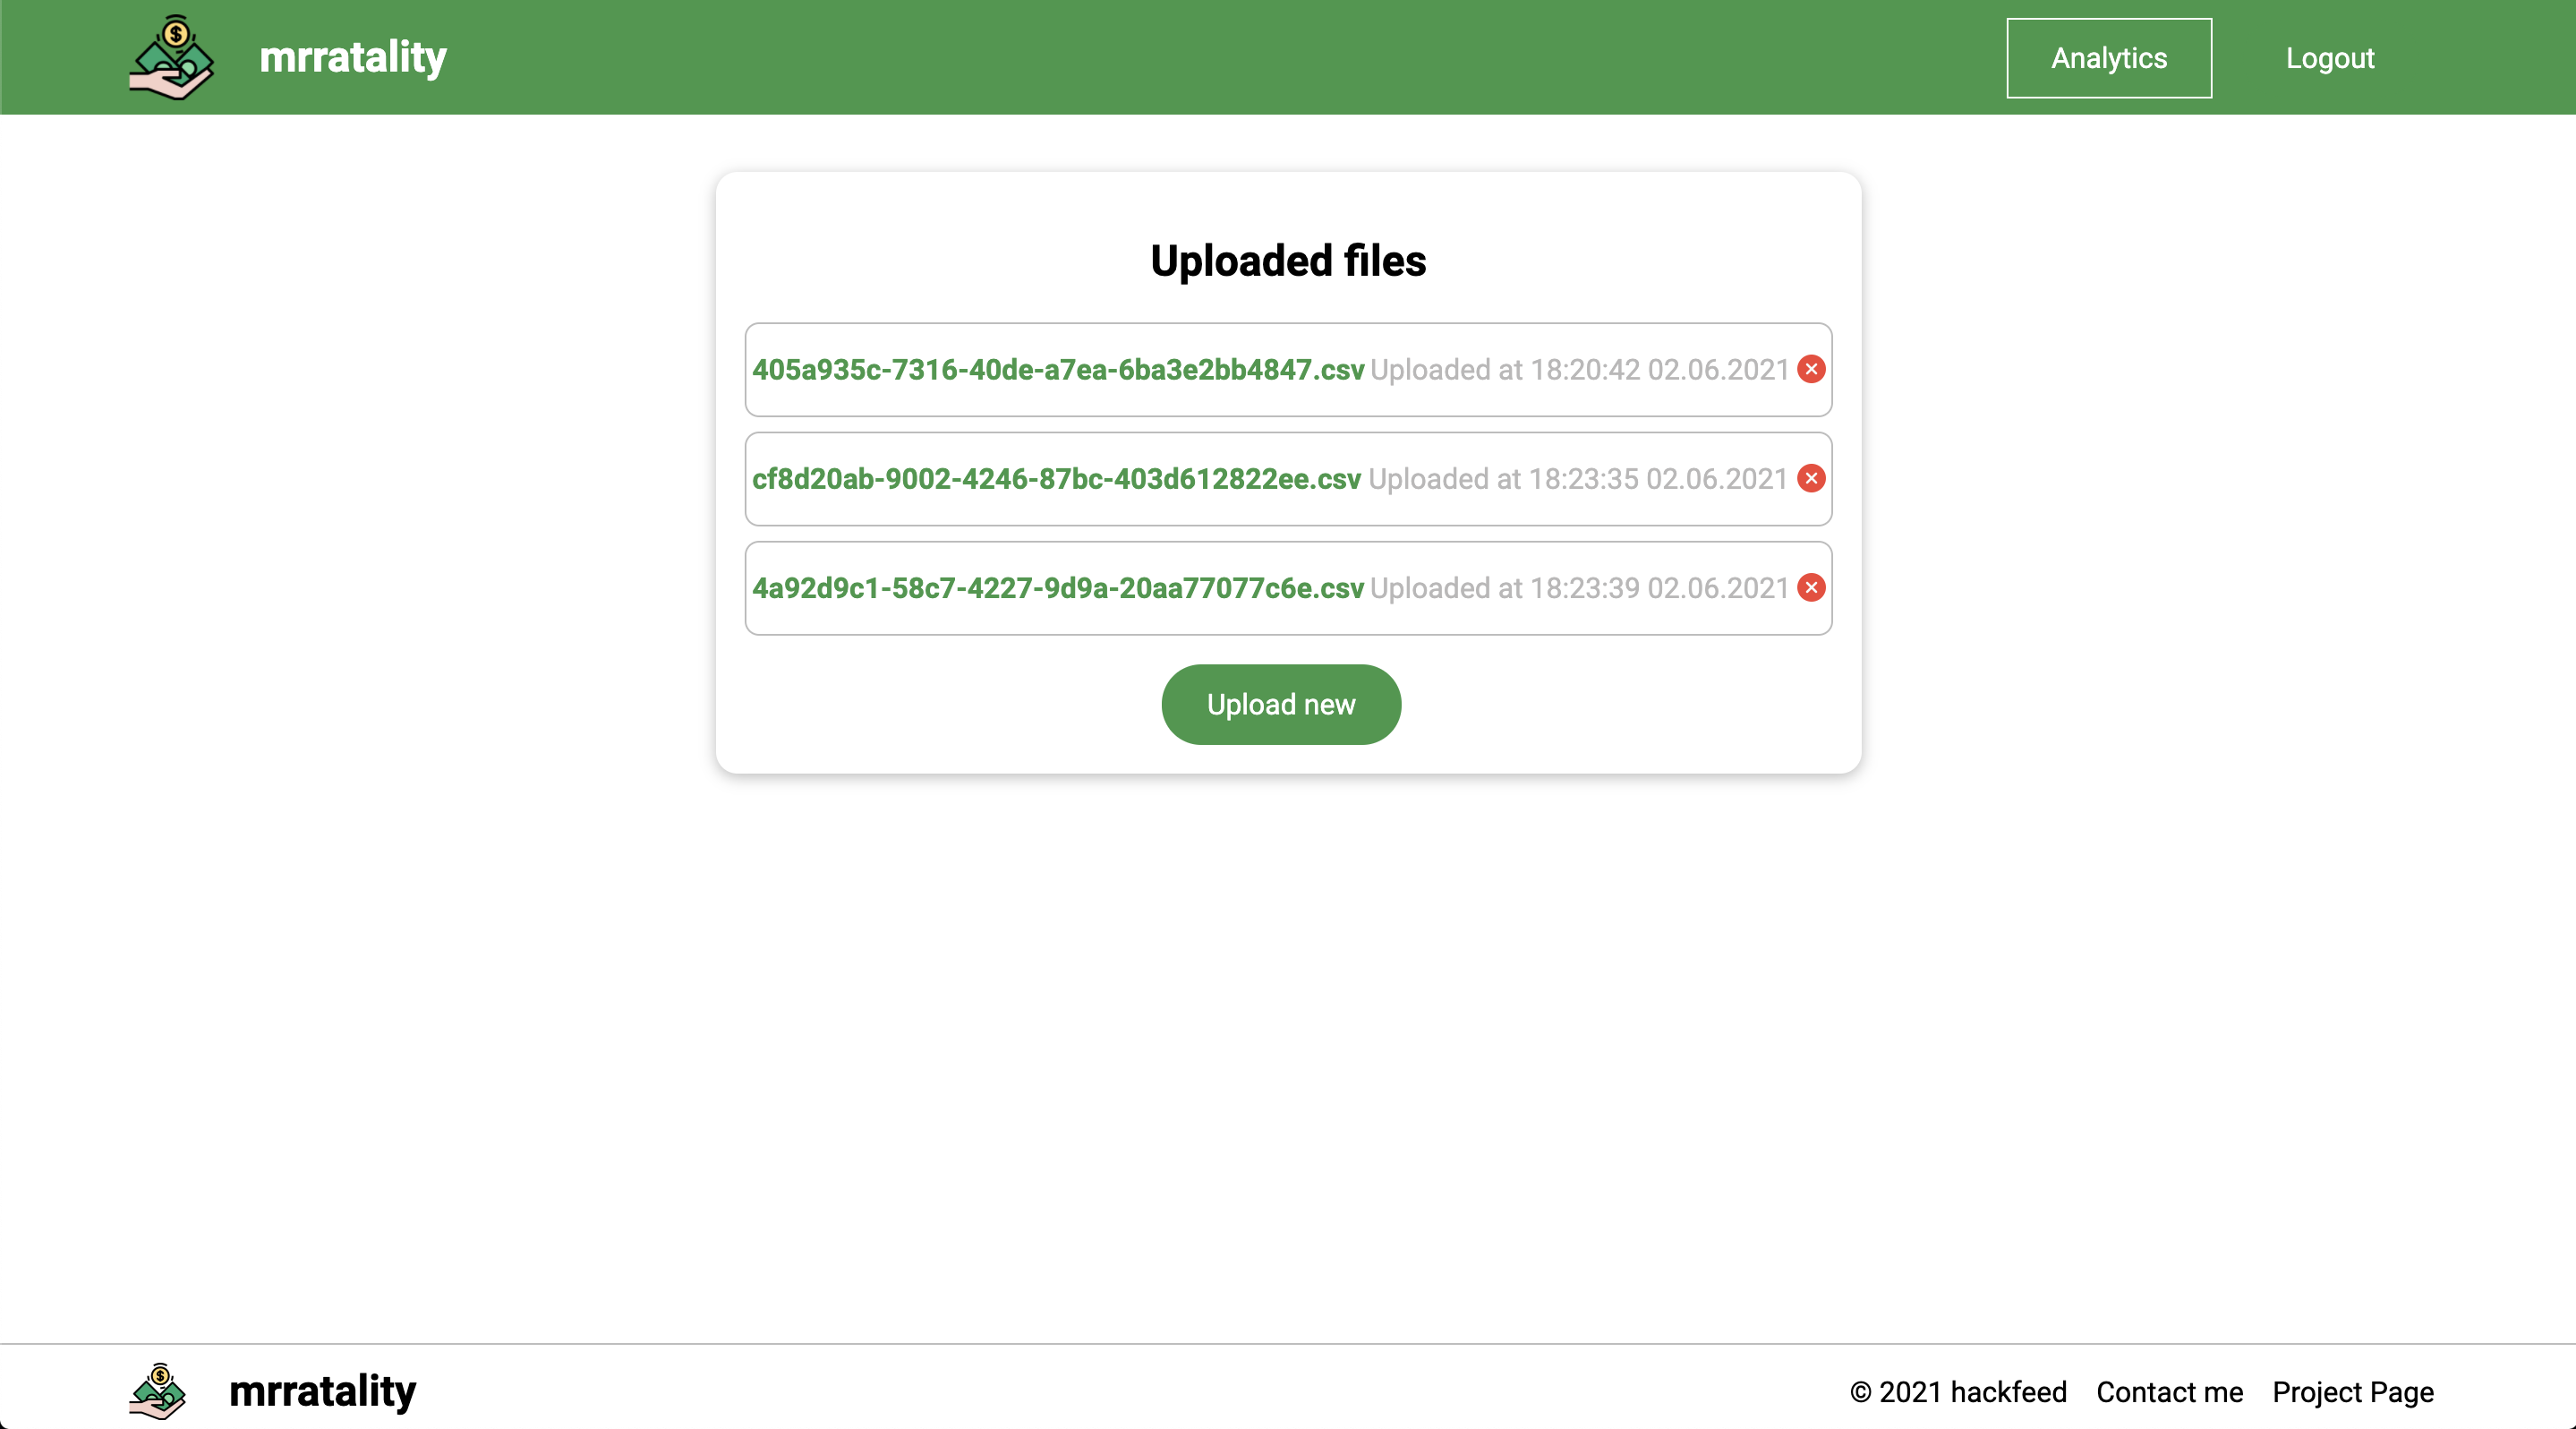 mrratality
Analytics
Logout
Uploaded files
405a935c-7316-40de-a7ea-6ba3e2bb4847.csv Uploaded at 18:20:42 02.06.2021
cf8d20ab-9002-4246-87bc-403d612822ee.csv Uploaded at 18:23:35 02.06.2021
4a92d9c1-58c7-4227-9d9a-20aa77077c6e.csv Uploaded at 18:23:39 02.06.2021
Upload new
mrratality
© 2021 hackfeed
Contact me
Project Page